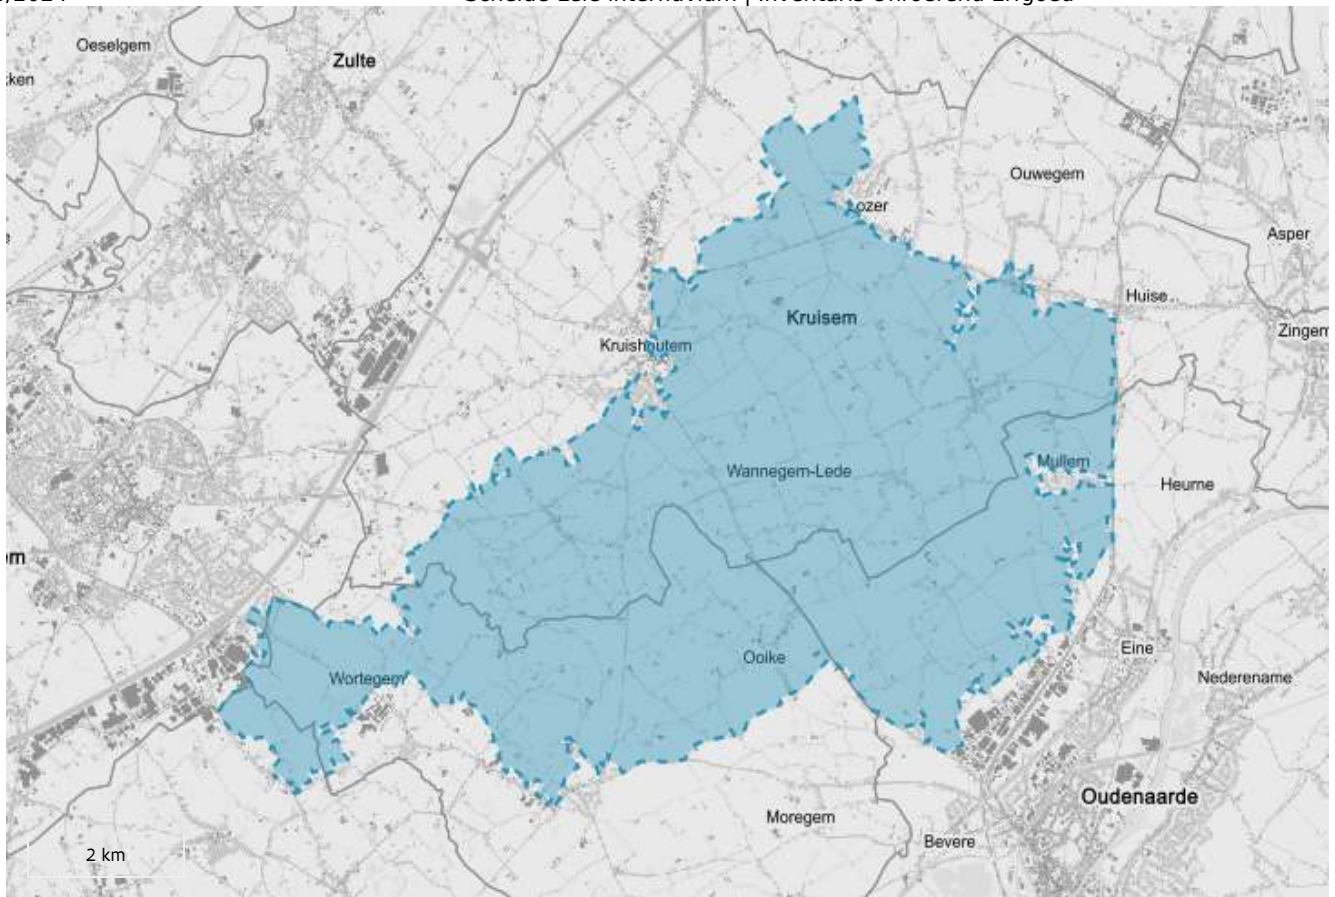 Oeselgem
Zulte
Ouwegem
Lozer
Asper
Huise
Kruisem
Zingem
Kruishoutem
Wannegem-Lede
Mullem
Heurne
Eine
Ooike
Wortegem
Nederename
Oudenaarde
Moregem
Bevere
2 km